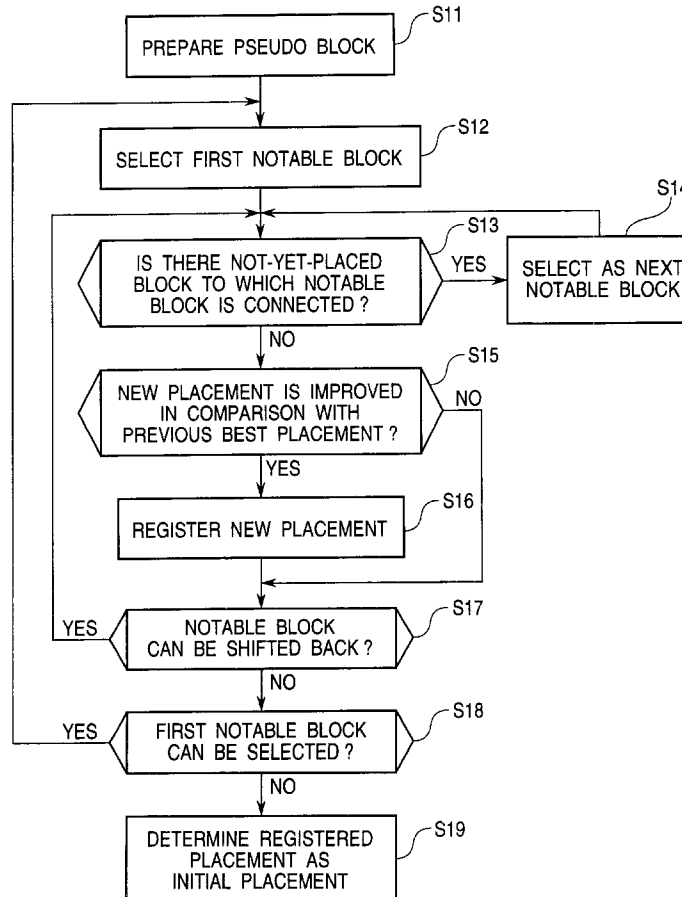 S11
PREPARE PSEUDO BLOCK
S12
SELECT FIRST NOTABLE BLOCK
S13
IS THERE NOT-YET-PLACED
BLOCK TO WHICH NOTABLE
BLOCK IS CONNECTED ?
YES
S14
SELECT AS NEXT
NOTABLE BLOCK
NO
S15
NEW PLACEMENT IS IMPROVED
IN COMPARISON WITH
PREVIOUS BEST PLACEMENT ?
NO
YES
S16
REGISTER NEW PLACEMENT
S17
YES
NOTABLE BLOCK
CAN BE SHIFTED BACK ?
NO
S18
YES
FIRST NOTABLE BLOCK
CAN BE SELECTED ?
NO
S19
DETERMINE REGISTERED
PLACEMENT AS
INITIAL PLACEMENT